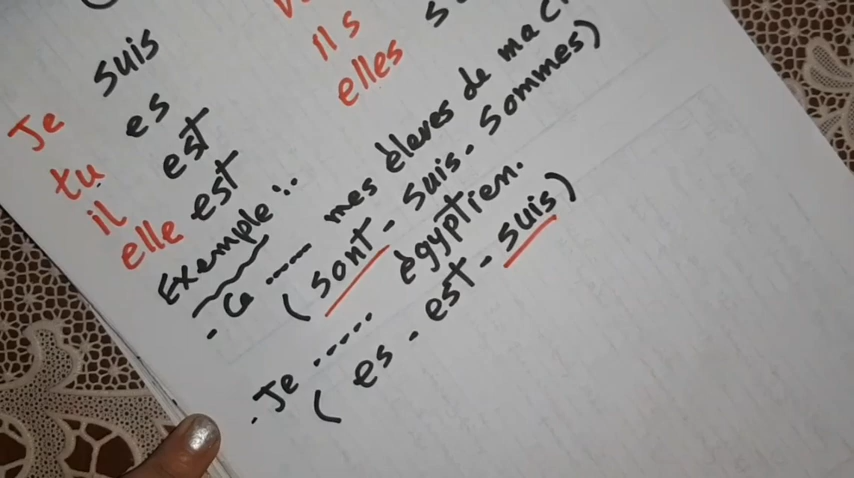 Je suis
tu es
il est
elle est
ils
elles
Exemple :.
. Ce ..... mes élèves de ma
(sont - suis - sommes)
. Je ..... égyptien.
(es - est - suis)